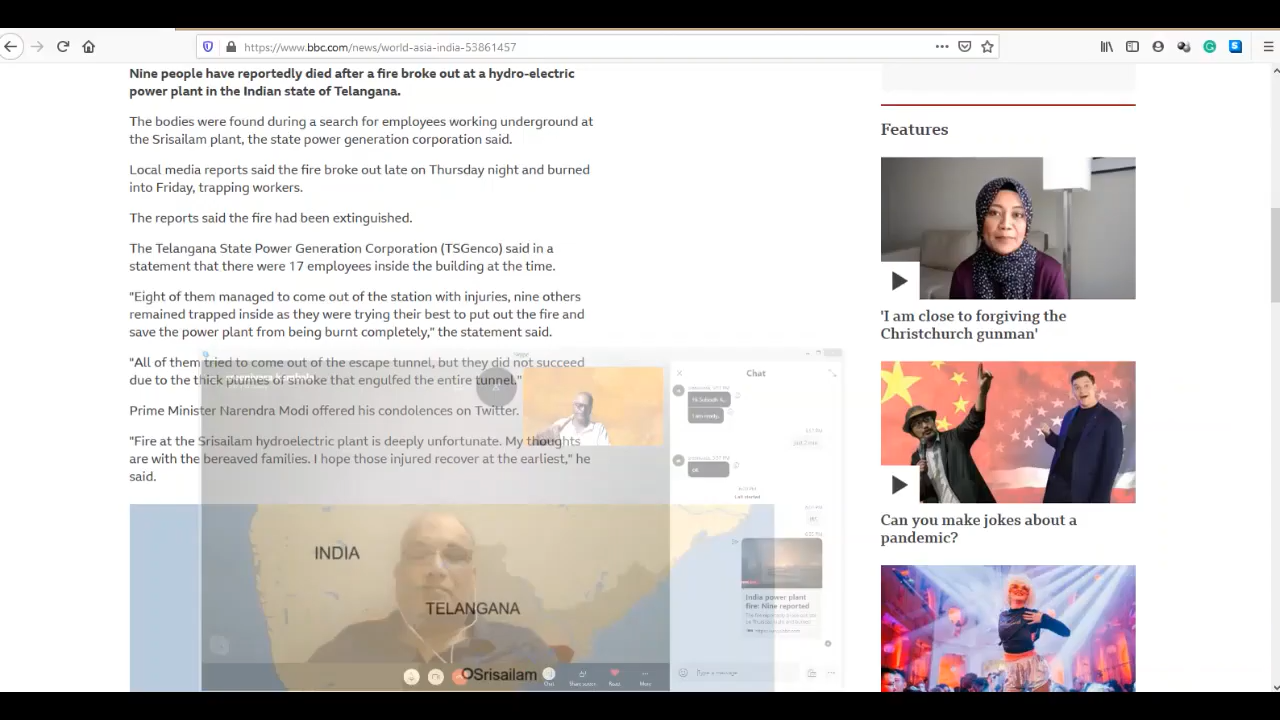 https://www.bbc.com/news/world-asia-india-53861457
Nine people have reportedly died after a fire broke out at a hydro-electric
power plant in the Indian state of Telangana.
The bodies were found during a search for employees working underground at
the Srisailam plant, the state power generation corporation said.
Local media reports said the fire broke out late on Thursday night and burned
into Friday, trapping workers.
The reports said the fire had been extinguished.
The Telangana State Power Generation Corporation (TSGenco) said in a
statement that there were 17 employees inside the building at the time.
"Eight of them managed to come out of the station with injuries, nine others
remained trapped inside as they were trying their best to put out the fire and
save the power plant from being burnt completely," the statement said.
"All of them tried to come out of the escape tunnel, but they did not succeed
due to the thick plumes of smoke that engulfed the entire tunnel."
Prime Minister Narendra Modi offered his condolences on Twitter.
"Fire at the Srisailam hydroelectric plant is deeply unfortunate. My thoughts
are with the bereaved families. I hope those injured recover at the earliest," he
said.
INDIA
TELANGANA
Srisailam
Chat
I am ready.
India power plant
fire: Nine reported
Chat
Share screen
React
More
Type a message
Features
'I am close to forgiving the
Christchurch gunman'
Can you make jokes about a
pandemic?